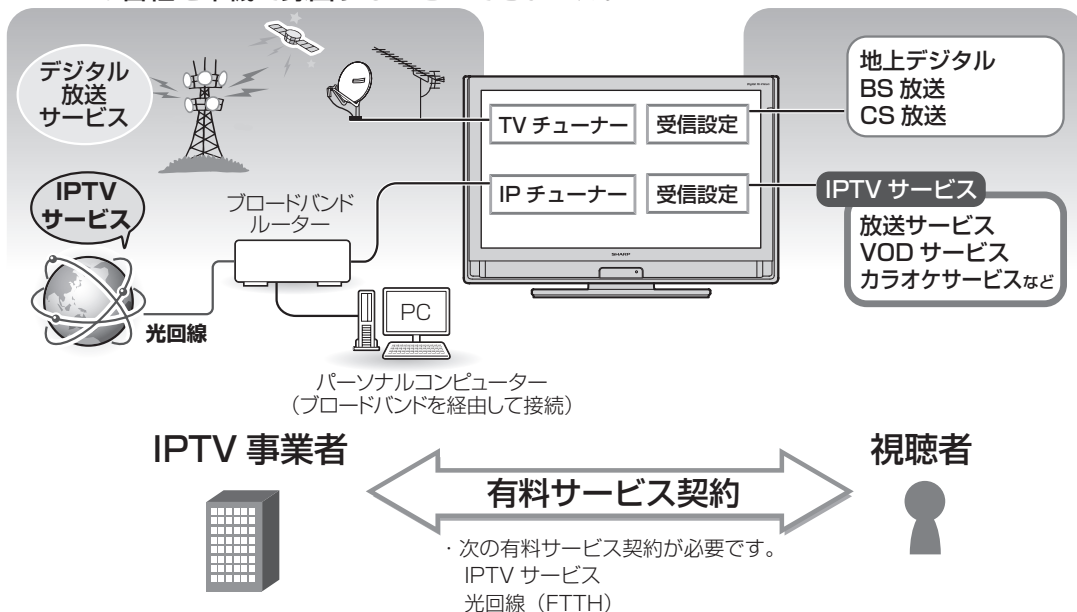 デジタル
放送
サービス
TV チューナー
受信設定
地上デジタル
BS 放送
CS 放送
IPTV
サービス
ブロードバンド
ルーター
IP チューナー
受信設定
IPTV サービス
放送サービス
VOD サービス
カラオケサービスなど
SHARP
光回線
PC
パーソナルコンピューター
（ブロードバンドを経由して接続）
IPTV 事業者
有料サービス契約
視聴者
・次の有料サービス契約が必要です。
IPTV サービス
光回線（FTTH）